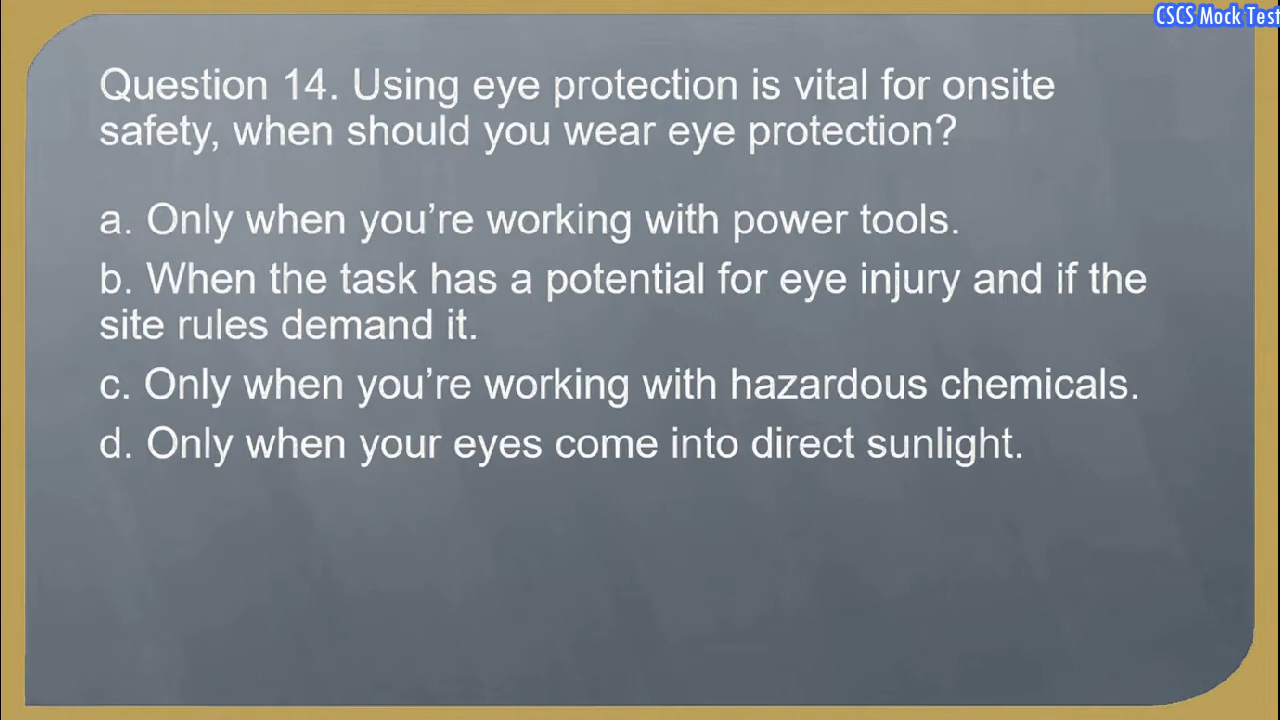 CSCS Mock Test
Question 14. Using eye protection is vital for onsite
safety, when should you wear eye protection?
a. Only when you’re working with power tools.
b. When the task has a potential for eye injury and if the
site rules demand it.
c. Only when you’re working with hazardous chemicals.
d. Only when your eyes come into direct sunlight.